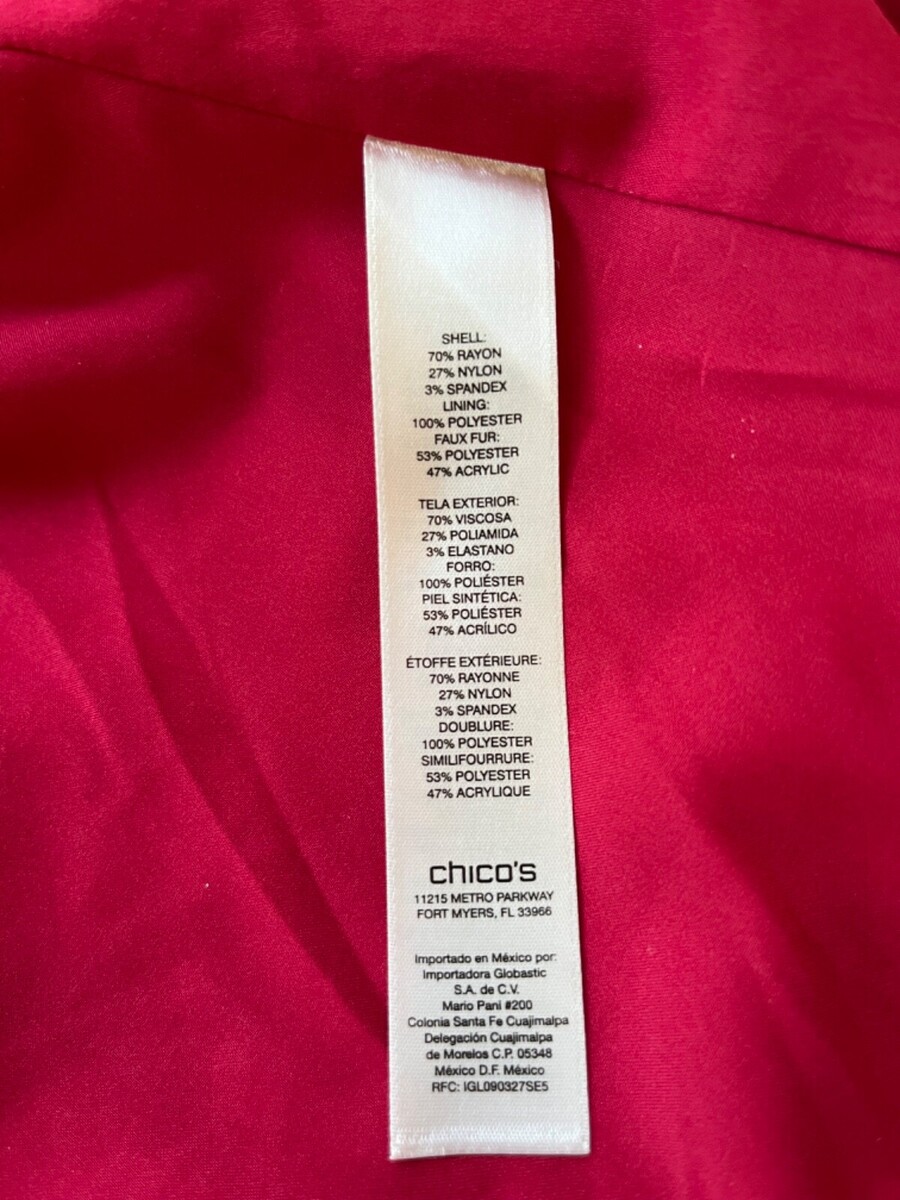 SHELL:
70% RAYON
27% NYLON
3% SPANDEX
LINING:
100% POLYESTER
FAUX FUR:
53% POLYESTER
47% ACRYLIC
TELA EXTERIOR:
70% VISCOSA
27% POLIAMIDA
3% ELASTANO
FORRO:
100% POLIÉSTER
PIEL SINTÉTICA:
53% POLIÉSTER
47% ACRÍLICO
ÉTOFFE EXTÉRIEURE:
70% RAYONNE
27% NYLON
3% SPANDEX
DOUBLURE:
100% POLYESTER
SIMILIFOURRURE:
53% POLYESTER
47% ACRYLIQUE
chico's
11215 METRO PARKWAY
FORT MYERS, FL 33966
Importado en México por:
Importadora Globastic
S.A. de C.V.
Mario Pani #200
Colonia Santa Fe Cuajimalpa
Delegación Cuajimalpa
de Morelos C.P. 05348
México D.F. México
RFC: IGL090327SE5